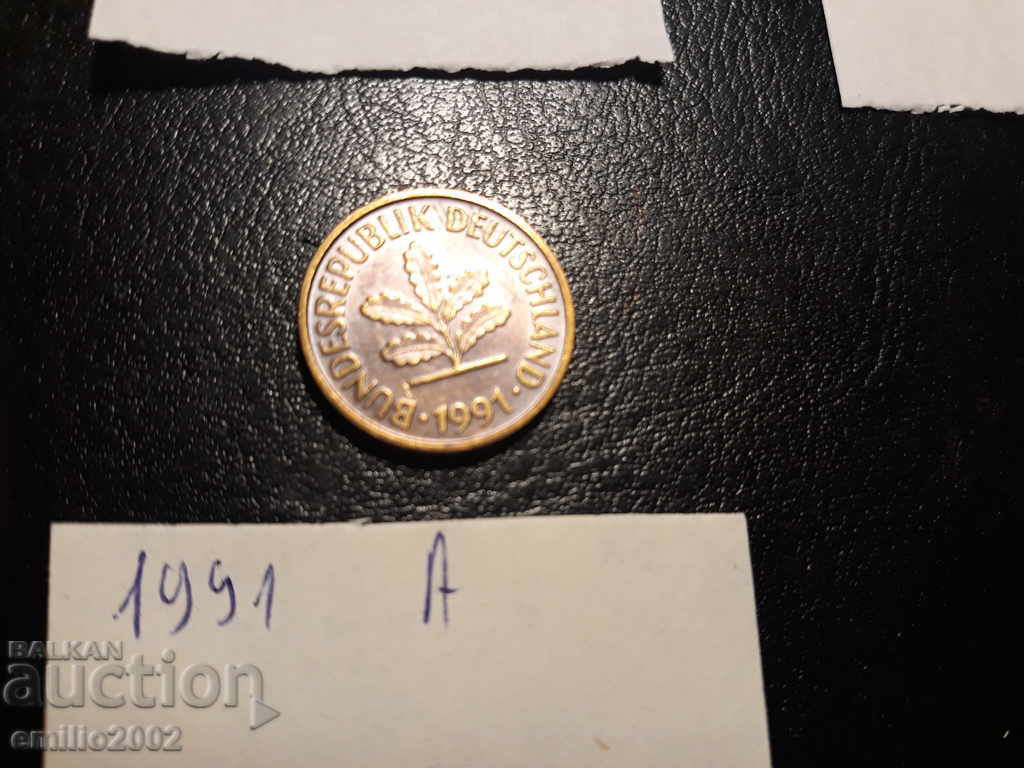 BUNDESREPUBLIK DEUTSCHLAND
· 1991 ·
1991 A
BALKAN
auction
emilio2002